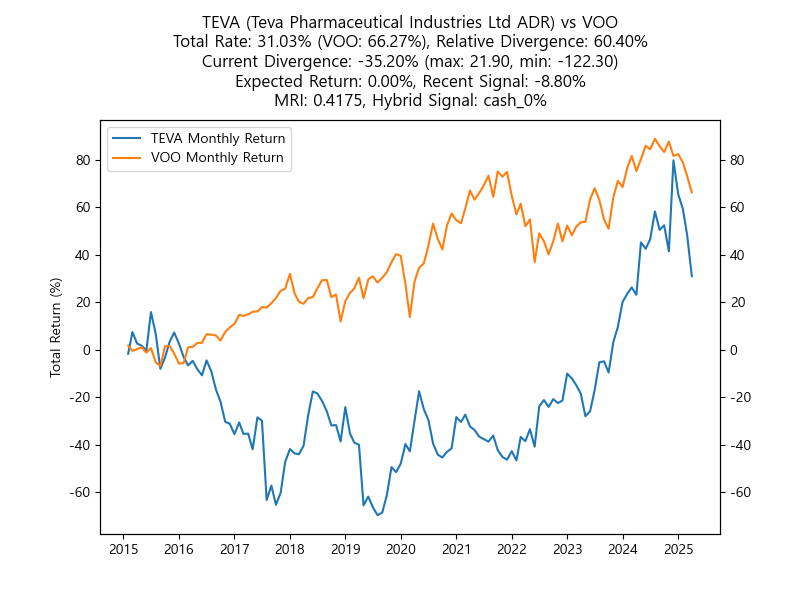 TEVA (Teva Pharmaceutical Industries Ltd ADR) vs VOO
Total Rate: 31.03% (VOO: 66.27%), Relative Divergence: 60.40%
Current Divergence: -35.20% (max: 21.90, min: -122.30)
Expected Return: 0.00%, Recent Signal: -8.80%
MRI: 0.4175, Hybrid Signal: cash_0%
TEVA Monthly Return
VOO Monthly Return
Total Return (%)
80
60
40
20
0
-20
-40
-60
80
60
40
20
0
-20
-40
-60
2015 2016 2017 2018 2019 2020 2021 2022 2023 2024 2025